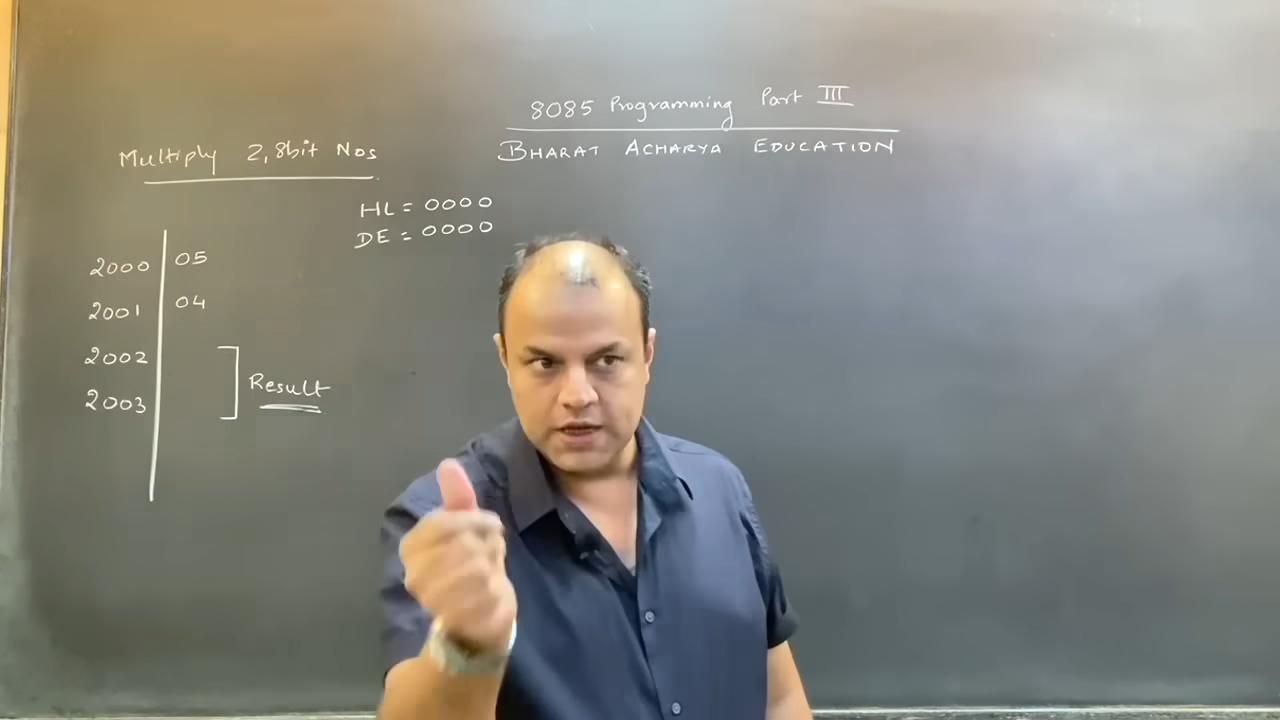 8085 Programming Part III
BHARAT ACHARYA EDUCATION
Multiply 2,8bit Nos
HL = 0000
DE = 0000
2000 05
2001 04
2002
2003
Result